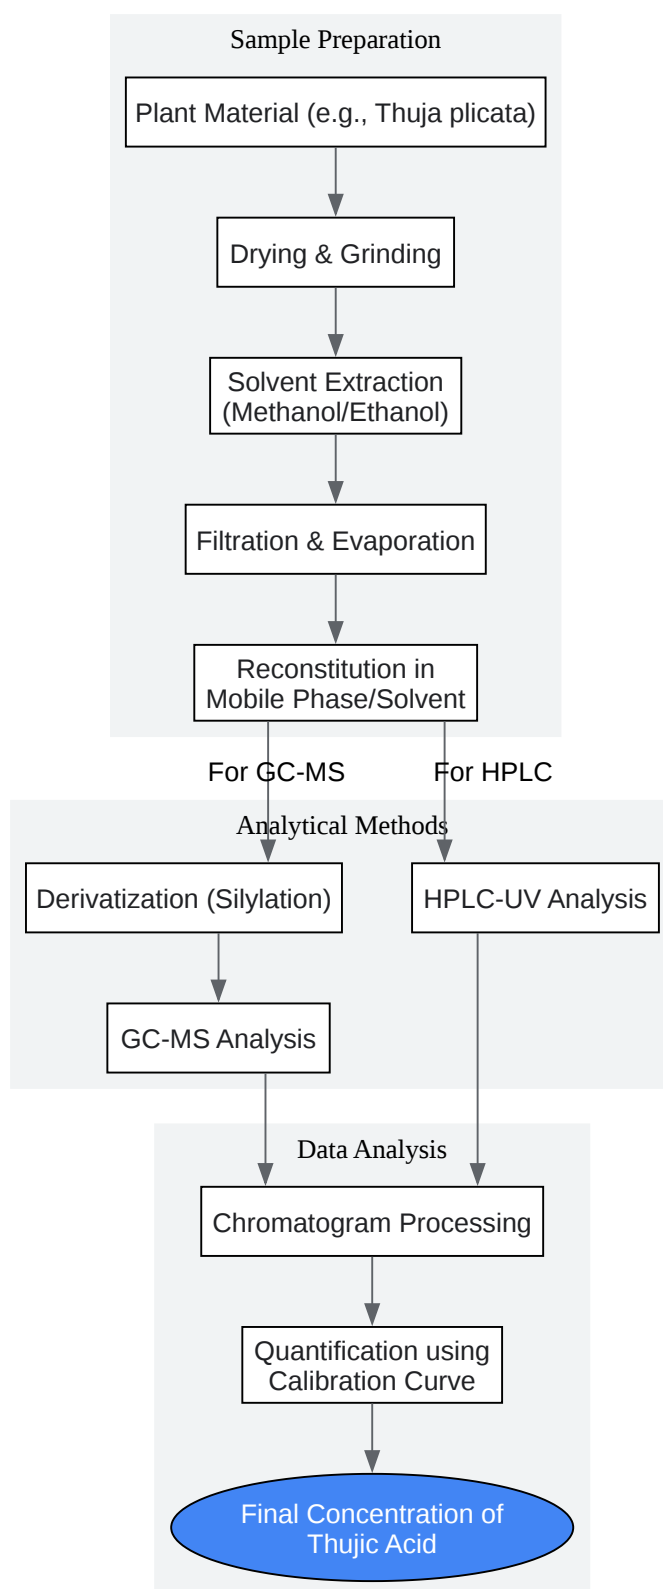 Sample Preparation
Plant Material (e.g., Thuja plicata)
Drying & Grinding
Solvent Extraction
(Methanol/Ethanol)
Filtration & Evaporation
Reconstitution in
Mobile Phase/Solvent
For GC-MS
For HPLC
Analytical Methods
Derivatization (Silylation)
HPLC-UV Analysis
GC-MS Analysis
Data Analysis
Chromatogram Processing
Quantification using
Calibration Curve
Final Concentration of
Thujic Acid